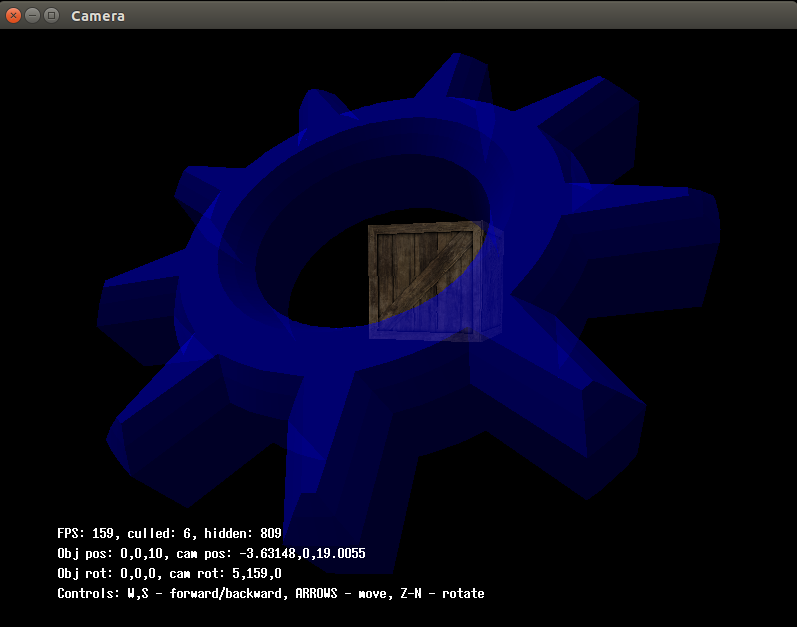 Camera
FPS: 159, culled: 6, hidden: 809
Obj pos: 0,0,10, cam pos: -3.63148,0,19.0055
Obj rot: 0,0,0, cam rot: 5,159,0
Controls: W,S - forward/backward, ARROWS - move, Z-N - rotate